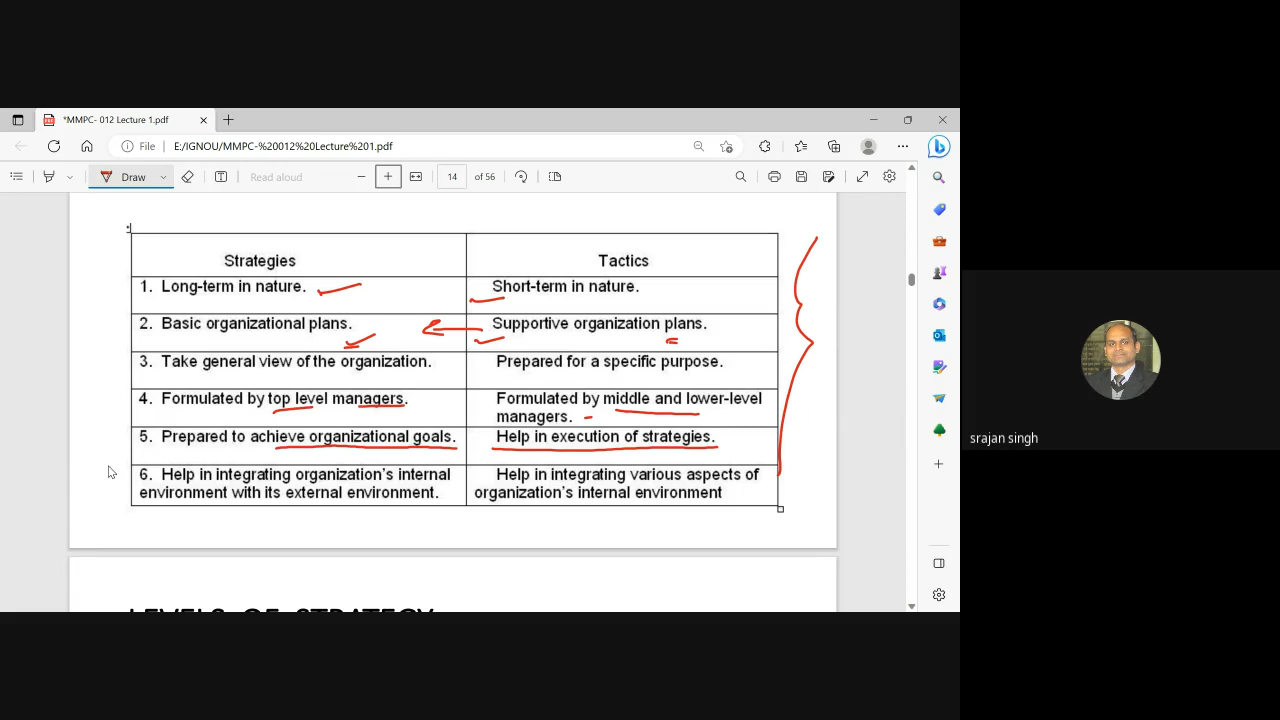 *MMPC- 012 Lecture 1.pdf
File E:/IGNOU/MMPC-%20012%20Lecture%201.pdf
Draw Read aloud 14 of 56
Strategies Tactics
1. Long-term in nature. Short-term in nature.
2. Basic organizational plans. Supportive organization plans.
3. Take general view of the organization. Prepared for a specific purpose.
4. Formulated by top level managers. Formulated by middle and lower-level
managers.
5. Prepared to achieve organizational goals. Help in execution of strategies.
6. Help in integrating organization's internal Help in integrating various aspects of
environment with its external environment. organization's internal environment
LEVELS OF STRATEGY
srajan singh